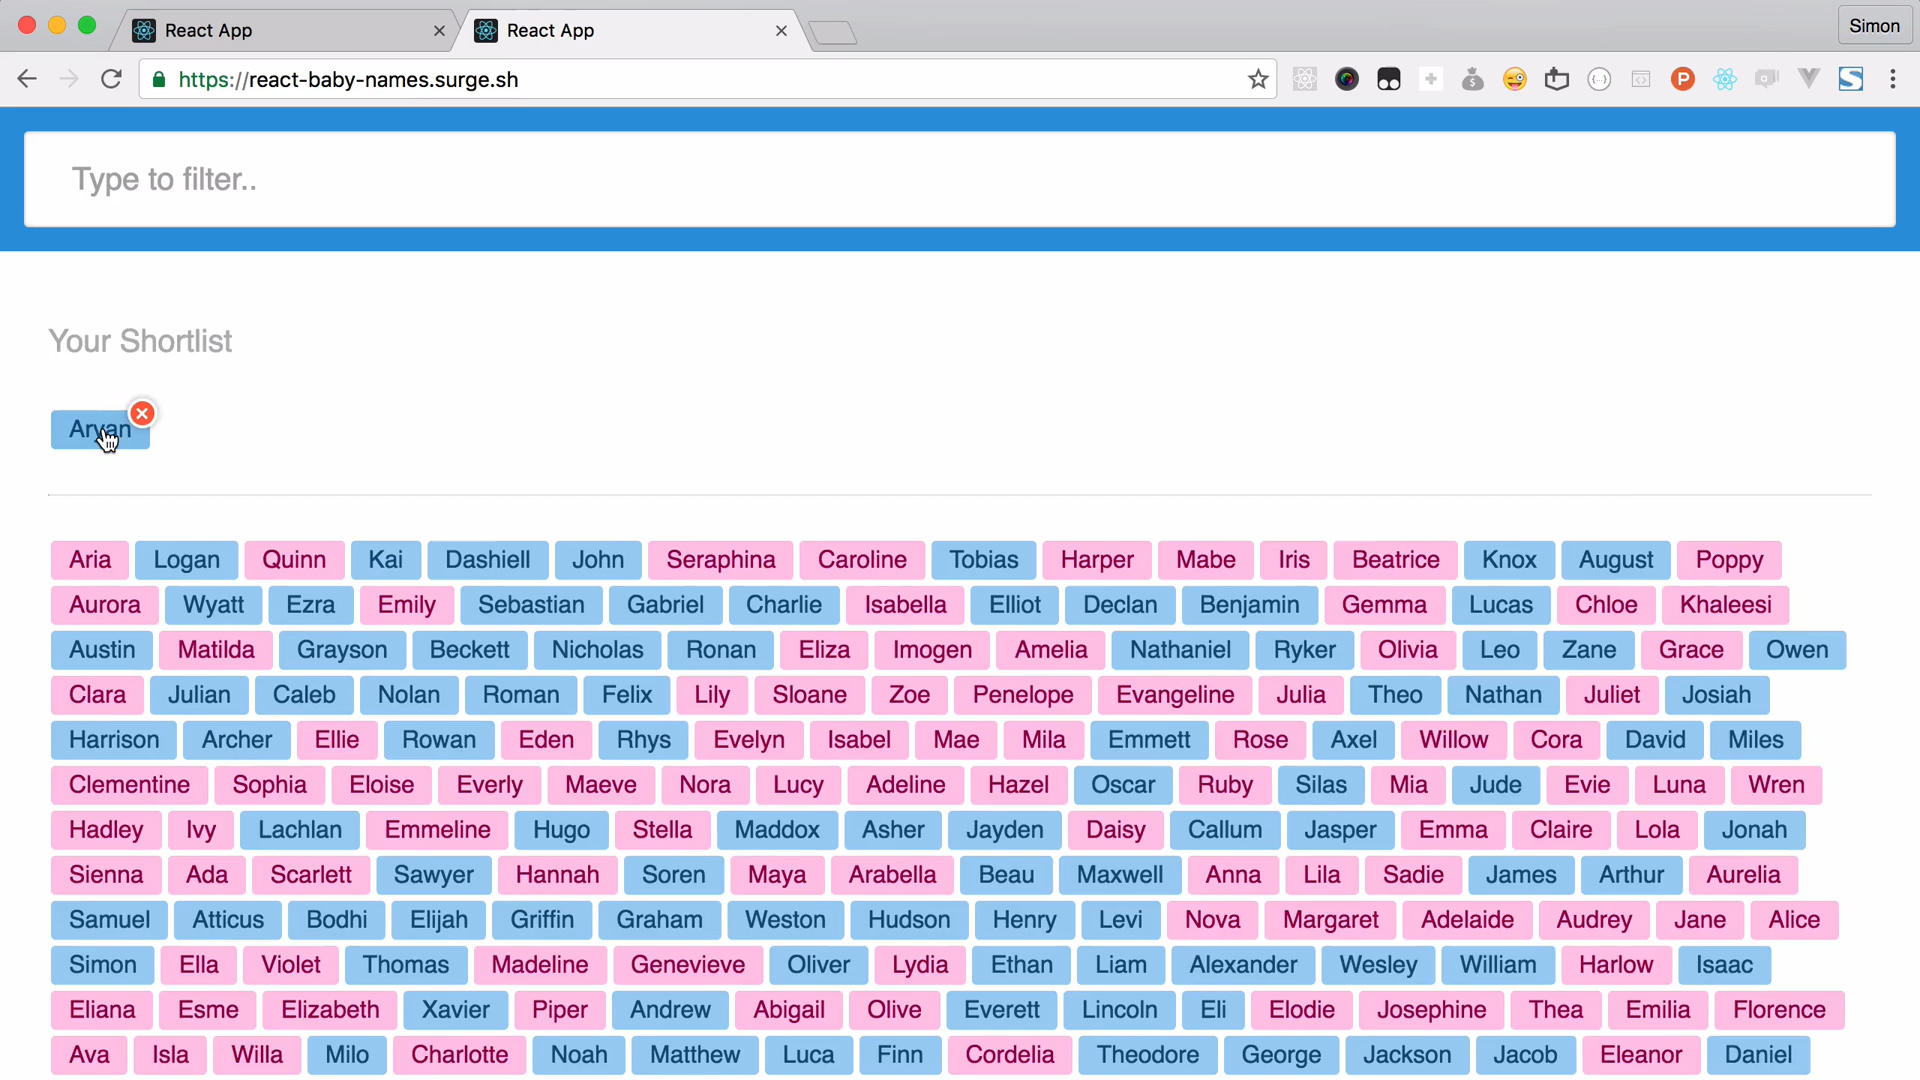 React App React App Simon
https://react-baby-names.surge.sh
Type to filter..
Your Shortlist
Aryan
Aria Logan Quinn Kai Dashiell John Seraphina Caroline Tobias Harper Mabe Iris Beatrice Knox August Poppy
Aurora Wyatt Ezra Emily Sebastian Gabriel Charlie Isabella Elliot Declan Benjamin Gemma Lucas Chloe Khaleesi
Austin Matilda Grayson Beckett Nicholas Ronan Eliza Imogen Amelia Nathaniel Ryker Olivia Leo Zane Grace Owen
Clara Julian Caleb Nolan Roman Felix Lily Sloane Zoe Penelope Evangeline Julia Theo Nathan Juliet Josiah
Harrison Archer Ellie Rowan Eden Rhys Evelyn Isabel Mae Mila Emmett Rose Axel Willow Cora David Miles
Clementine Sophia Eloise Everly Maeve Nora Lucy Adeline Hazel Oscar Ruby Silas Mia Jude Evie Luna Wren
Hadley Ivy Lachlan Emmeline Hugo Stella Maddox Asher Jayden Daisy Callum Jasper Emma Claire Lola Jonah
Sienna Ada Scarlett Sawyer Hannah Soren Maya Arabella Beau Maxwell Anna Lila Sadie James Arthur Aurelia
Samuel Atticus Bodhi Elijah Griffin Graham Weston Hudson Henry Levi Nova Margaret Adelaide Audrey Jane Alice
Simon Ella Violet Thomas Madeline Genevieve Oliver Lydia Ethan Liam Alexander Wesley William Harlow Isaac
Eliana Esme Elizabeth Xavier Piper Andrew Abigail Olive Everett Lincoln Eli Elodie Josephine Thea Emilia Florence
Ava Isla Willa Milo Charlotte Noah Matthew Luca Finn Cordelia Theodore George Jackson Jacob Eleanor Daniel